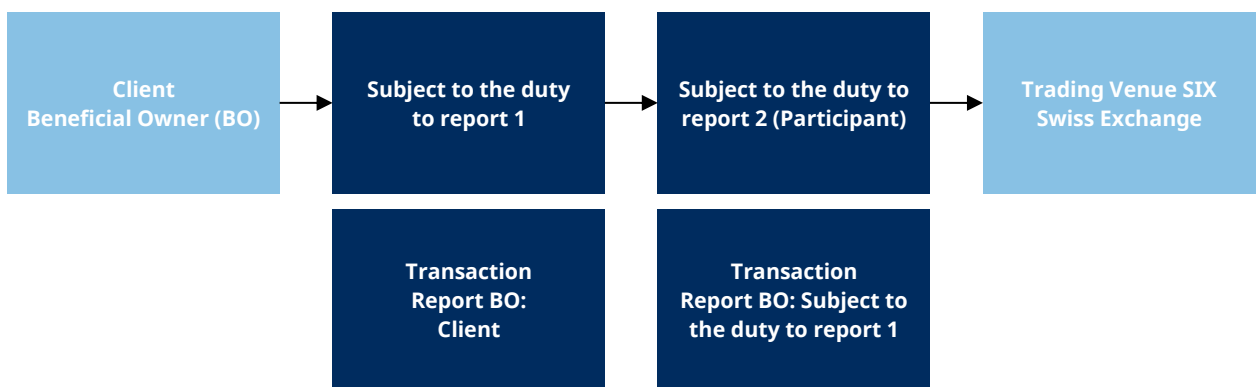 Client
Beneficial Owner (BO)
Subject to the duty
to report 1
Subject to the duty to
report 2 (Participant)
Trading Venue SIX
Swiss Exchange
Transaction
Report BO:
Client
Transaction
Report BO: Subject to
the duty to report 1